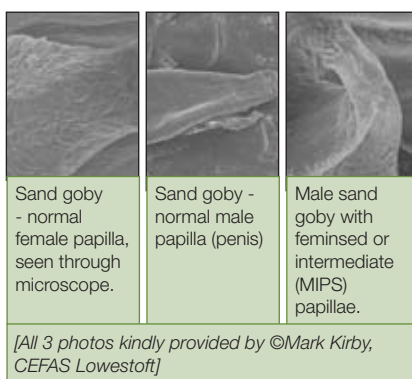 Sand goby
- normal
female papilla,
seen through
microscope.
Sand goby -
normal male
papilla (penis)
Male sand
goby with
feminsed or
intermediate
(MIPS)
papillae.
[All 3 photos kindly provided by ©Mark Kirby,
CEFAS Lowestoft]